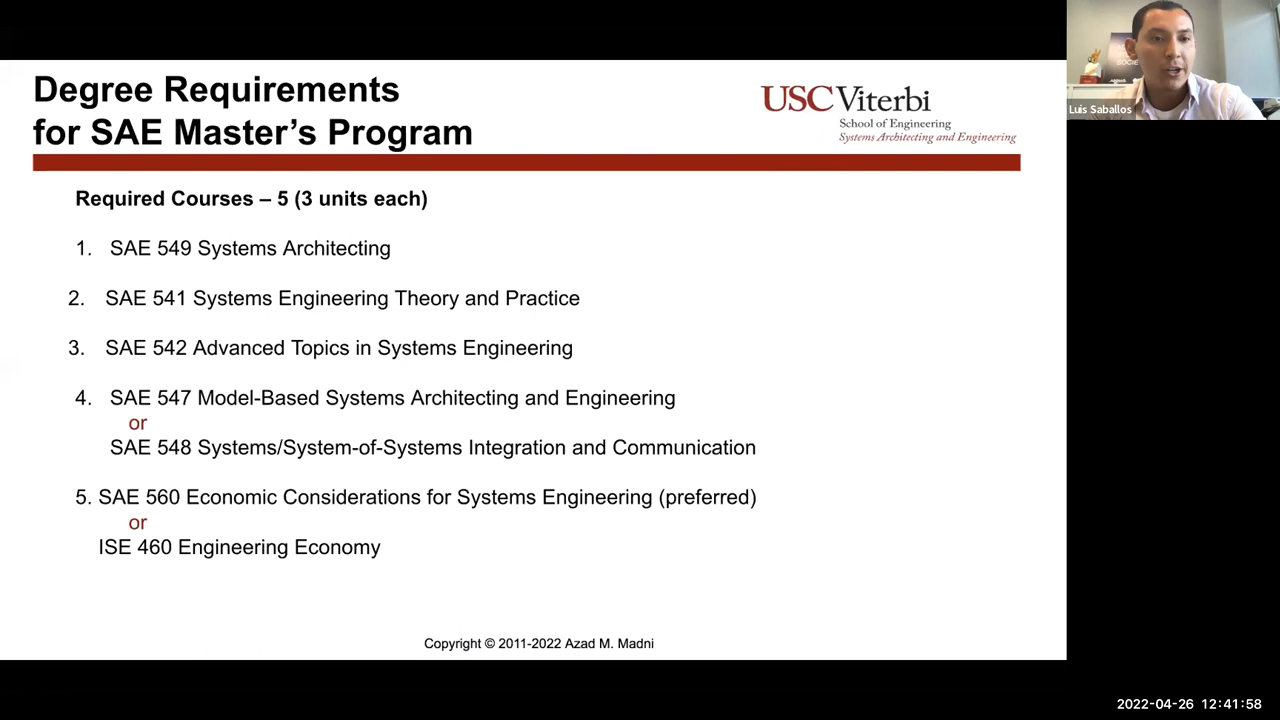 Degree Requirements
for SAE Master's Program
USC Viterbi
School of Engineering
Systems Architecting and Engineering
Required Courses – 5 (3 units each)
1. SAE 549 Systems Architecting
2. SAE 541 Systems Engineering Theory and Practice
3. SAE 542 Advanced Topics in Systems Engineering
4. SAE 547 Model-Based Systems Architecting and Engineering
or
SAE 548 Systems/System-of-Systems Integration and Communication
5. SAE 560 Economic Considerations for Systems Engineering (preferred)
or
ISE 460 Engineering Economy
Copyright © 2011-2022 Azad M. Madni
Luis Saballos
2022-04-26 12:41:58